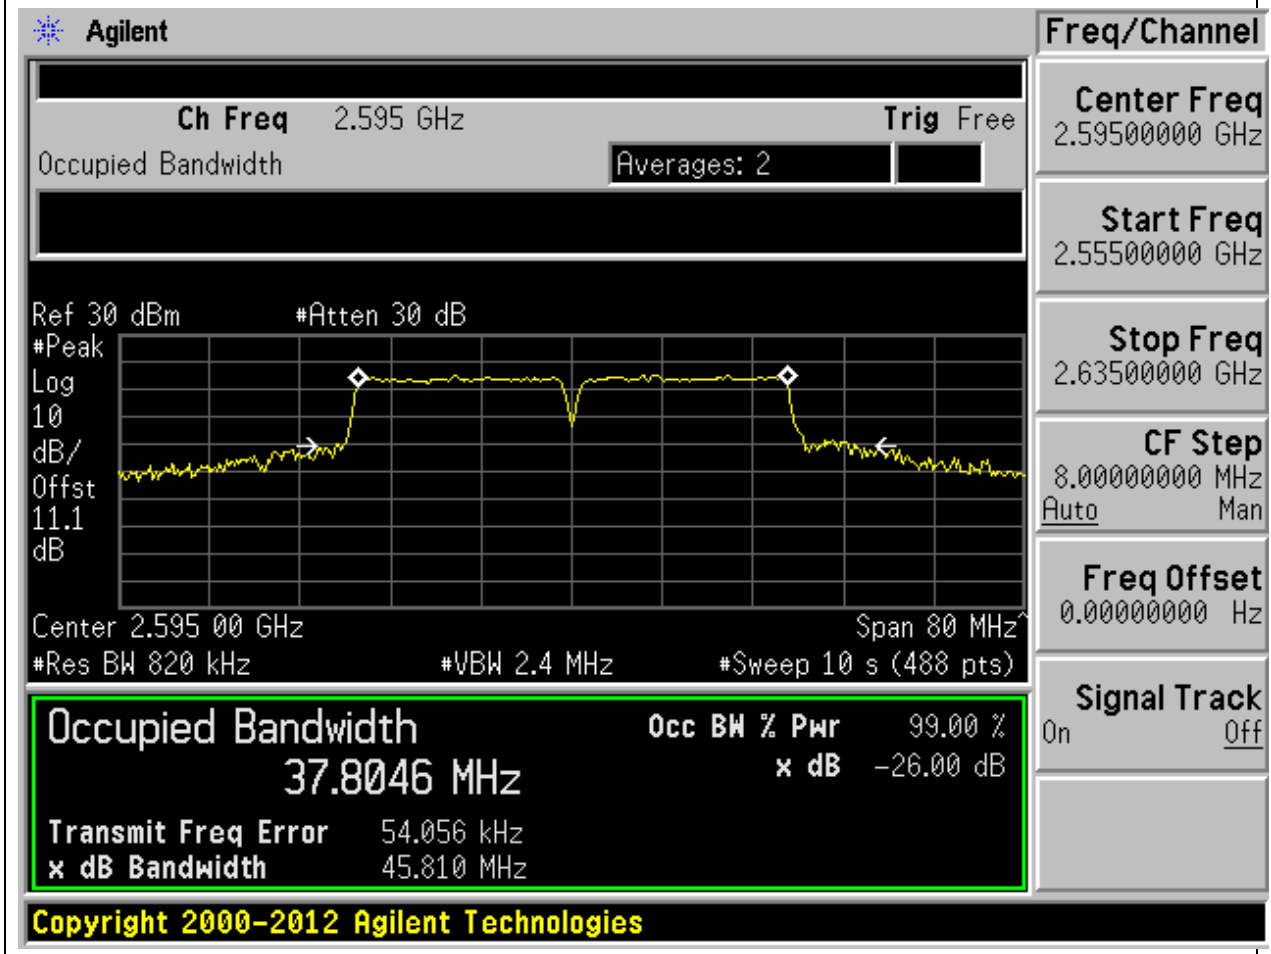 Agilent
Freq/Channel
Ch Freq 2.595 GHz Trig Free
Occupied Bandwidth Averages: 2
Center Freq
2.59500000 GHz
Start Freq
2.55500000 GHz
Stop Freq
2.63500000 GHz
CF Step
8.00000000 MHz
Auto Man
Freq Offset
0.00000000 Hz
Signal Track
On Off
Ref 30 dBm #Atten 30 dB
#Peak
Log
10
dB/
Offst
11.1
dB
Center 2.595 00 GHz Span 80 MHz^
#Res BW 820 kHz #VBW 2.4 MHz #Sweep 10 s (488 pts)
Occupied Bandwidth Occ BW % Pwr 99.00 %
37.8046 MHz x dB -26.00 dB
Transmit Freq Error 54.056 kHz
x dB Bandwidth 45.810 MHz
Copyright 2000-2012 Agilent Technologies